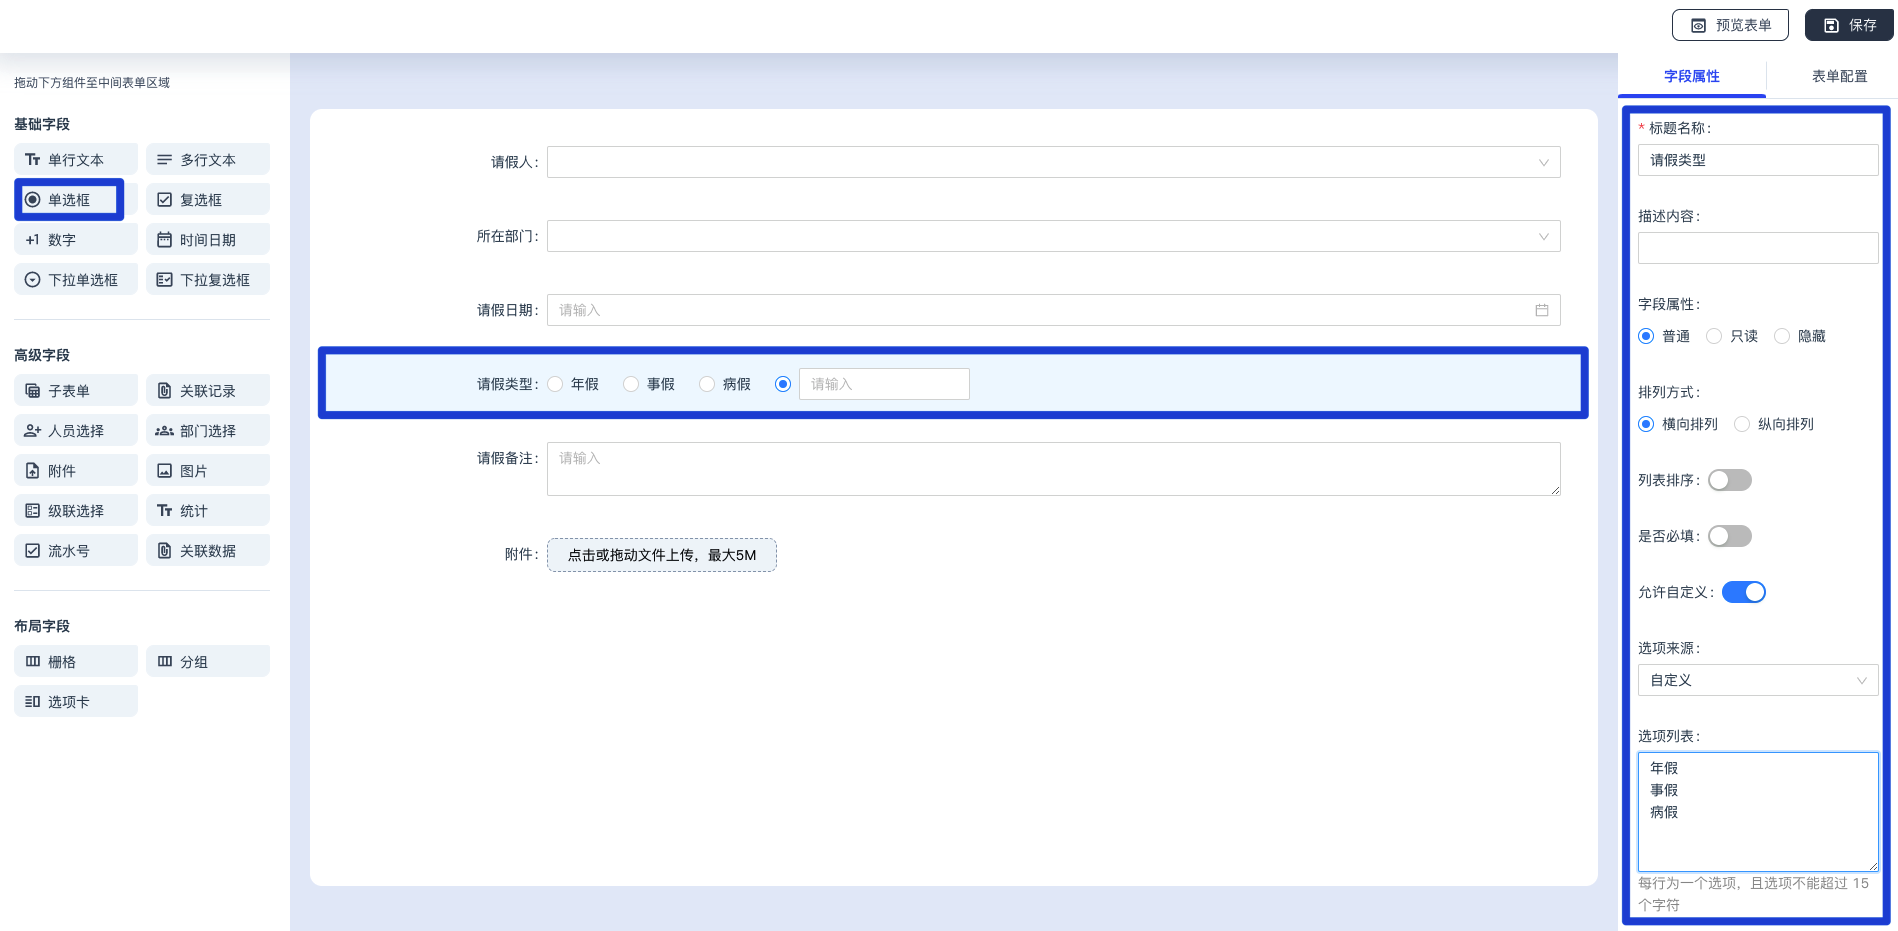 预览表单
保存
拖动下方组件至中间表单区域
基础字段
单行文本 多行文本
单选框 复选框
+1 数字 时间日期
下拉单选框 下拉复选框
高级字段
子表单 关联记录
人员选择 部门选择
附件 图片
级联选择 统计
流水号 关联数据
布局字段
栅格 分组
选项卡
请假人:
所在部门:
请假日期: 请输入
请假类型: 年假 事假 病假 请输入
请假备注: 请输入
附件: 点击或拖动文件上传，最大5M
字段属性 表单配置
* 标题名称:
请假类型
描述内容:
字段属性:
普通 只读 隐藏
排列方式:
横向排列 纵向排列
列表排序:
是否必填:
允许自定义:
选项来源:
自定义
选项列表:
年假
事假
病假
每行为一个选项，且选项不能超过 15
个字符